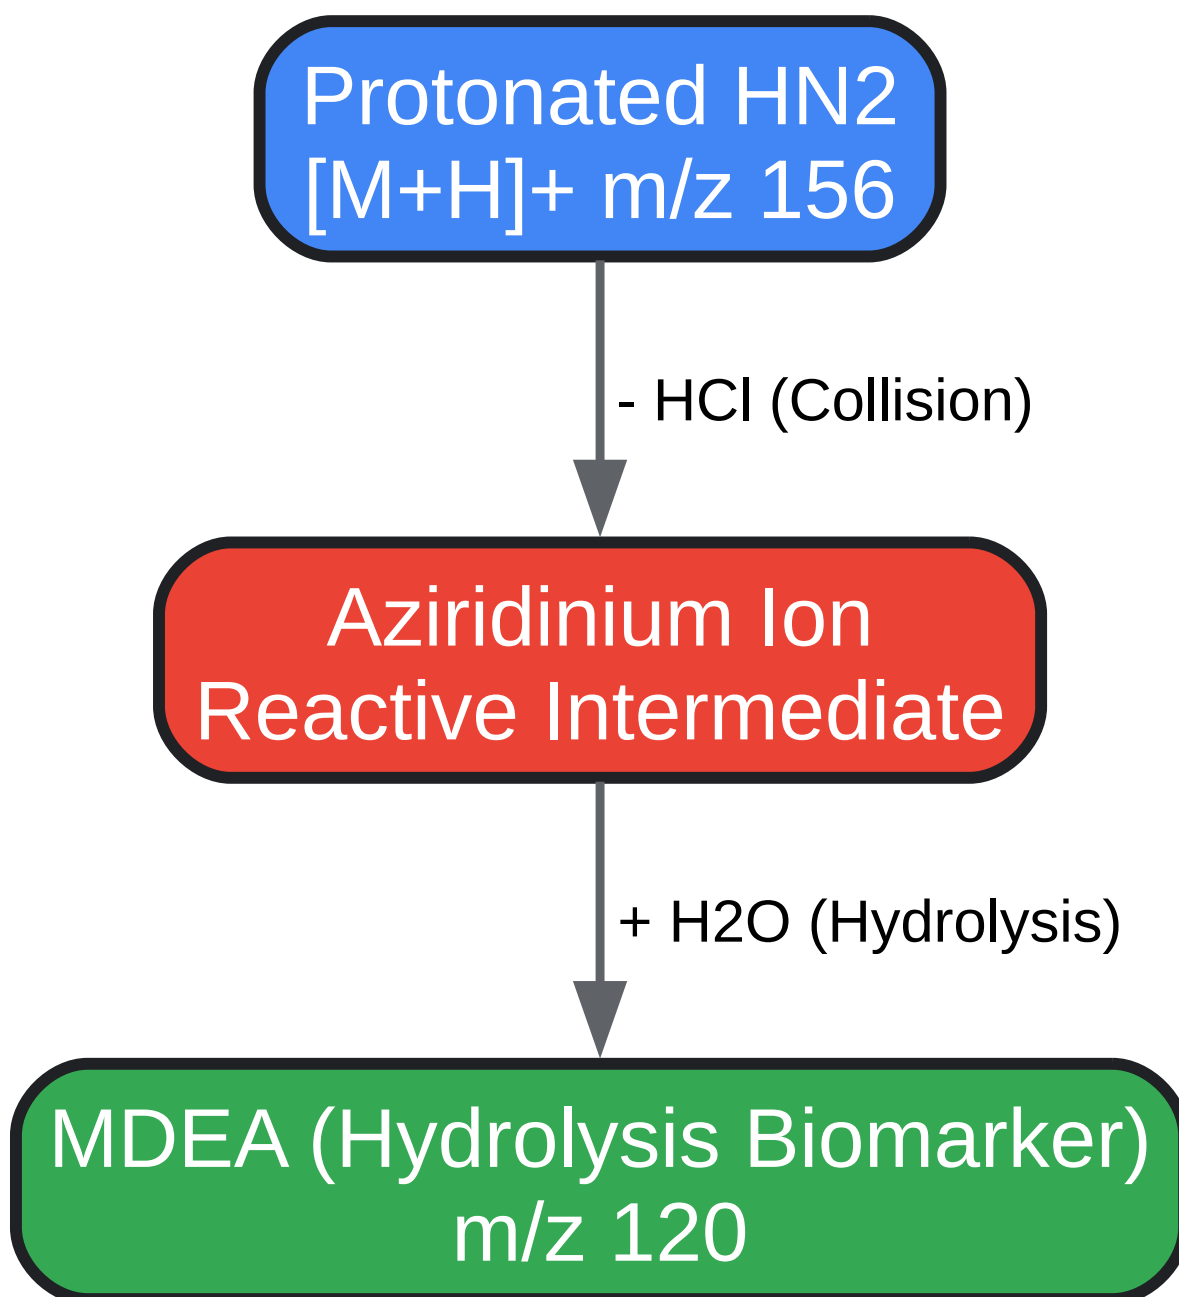 Protonated HN2
[M+H]+ m/z 156
- HCl (Collision)
Aziridinium Ion
Reactive Intermediate
+ H2O (Hydrolysis)
MDEA (Hydrolysis Biomarker)
m/z 120